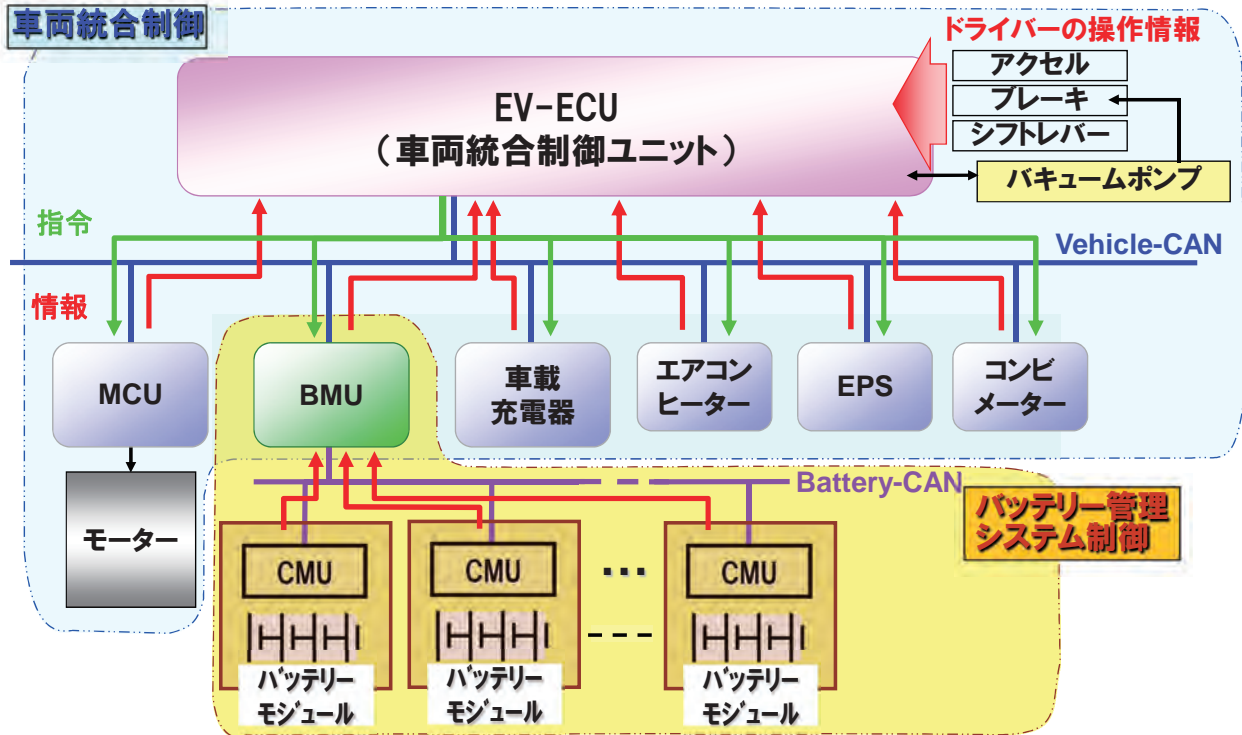 車両統合制御
ドライバーの操作情報
アクセル
ブレーキ
シフトレバー
バキュームポンプ
EV-ECU
（車両統合制御ユニット）
指令
Vehicle-CAN
情報
MCU
BMU
車載
充電器
エアコン
ヒーター
EPS
コンビ
メーター
モーター
Battery-CAN
バッテリー管理
システム制御
CMU
CMU
…
CMU
バッテリー
モジュール
バッテリー
モジュール
バッテリー
モジュール